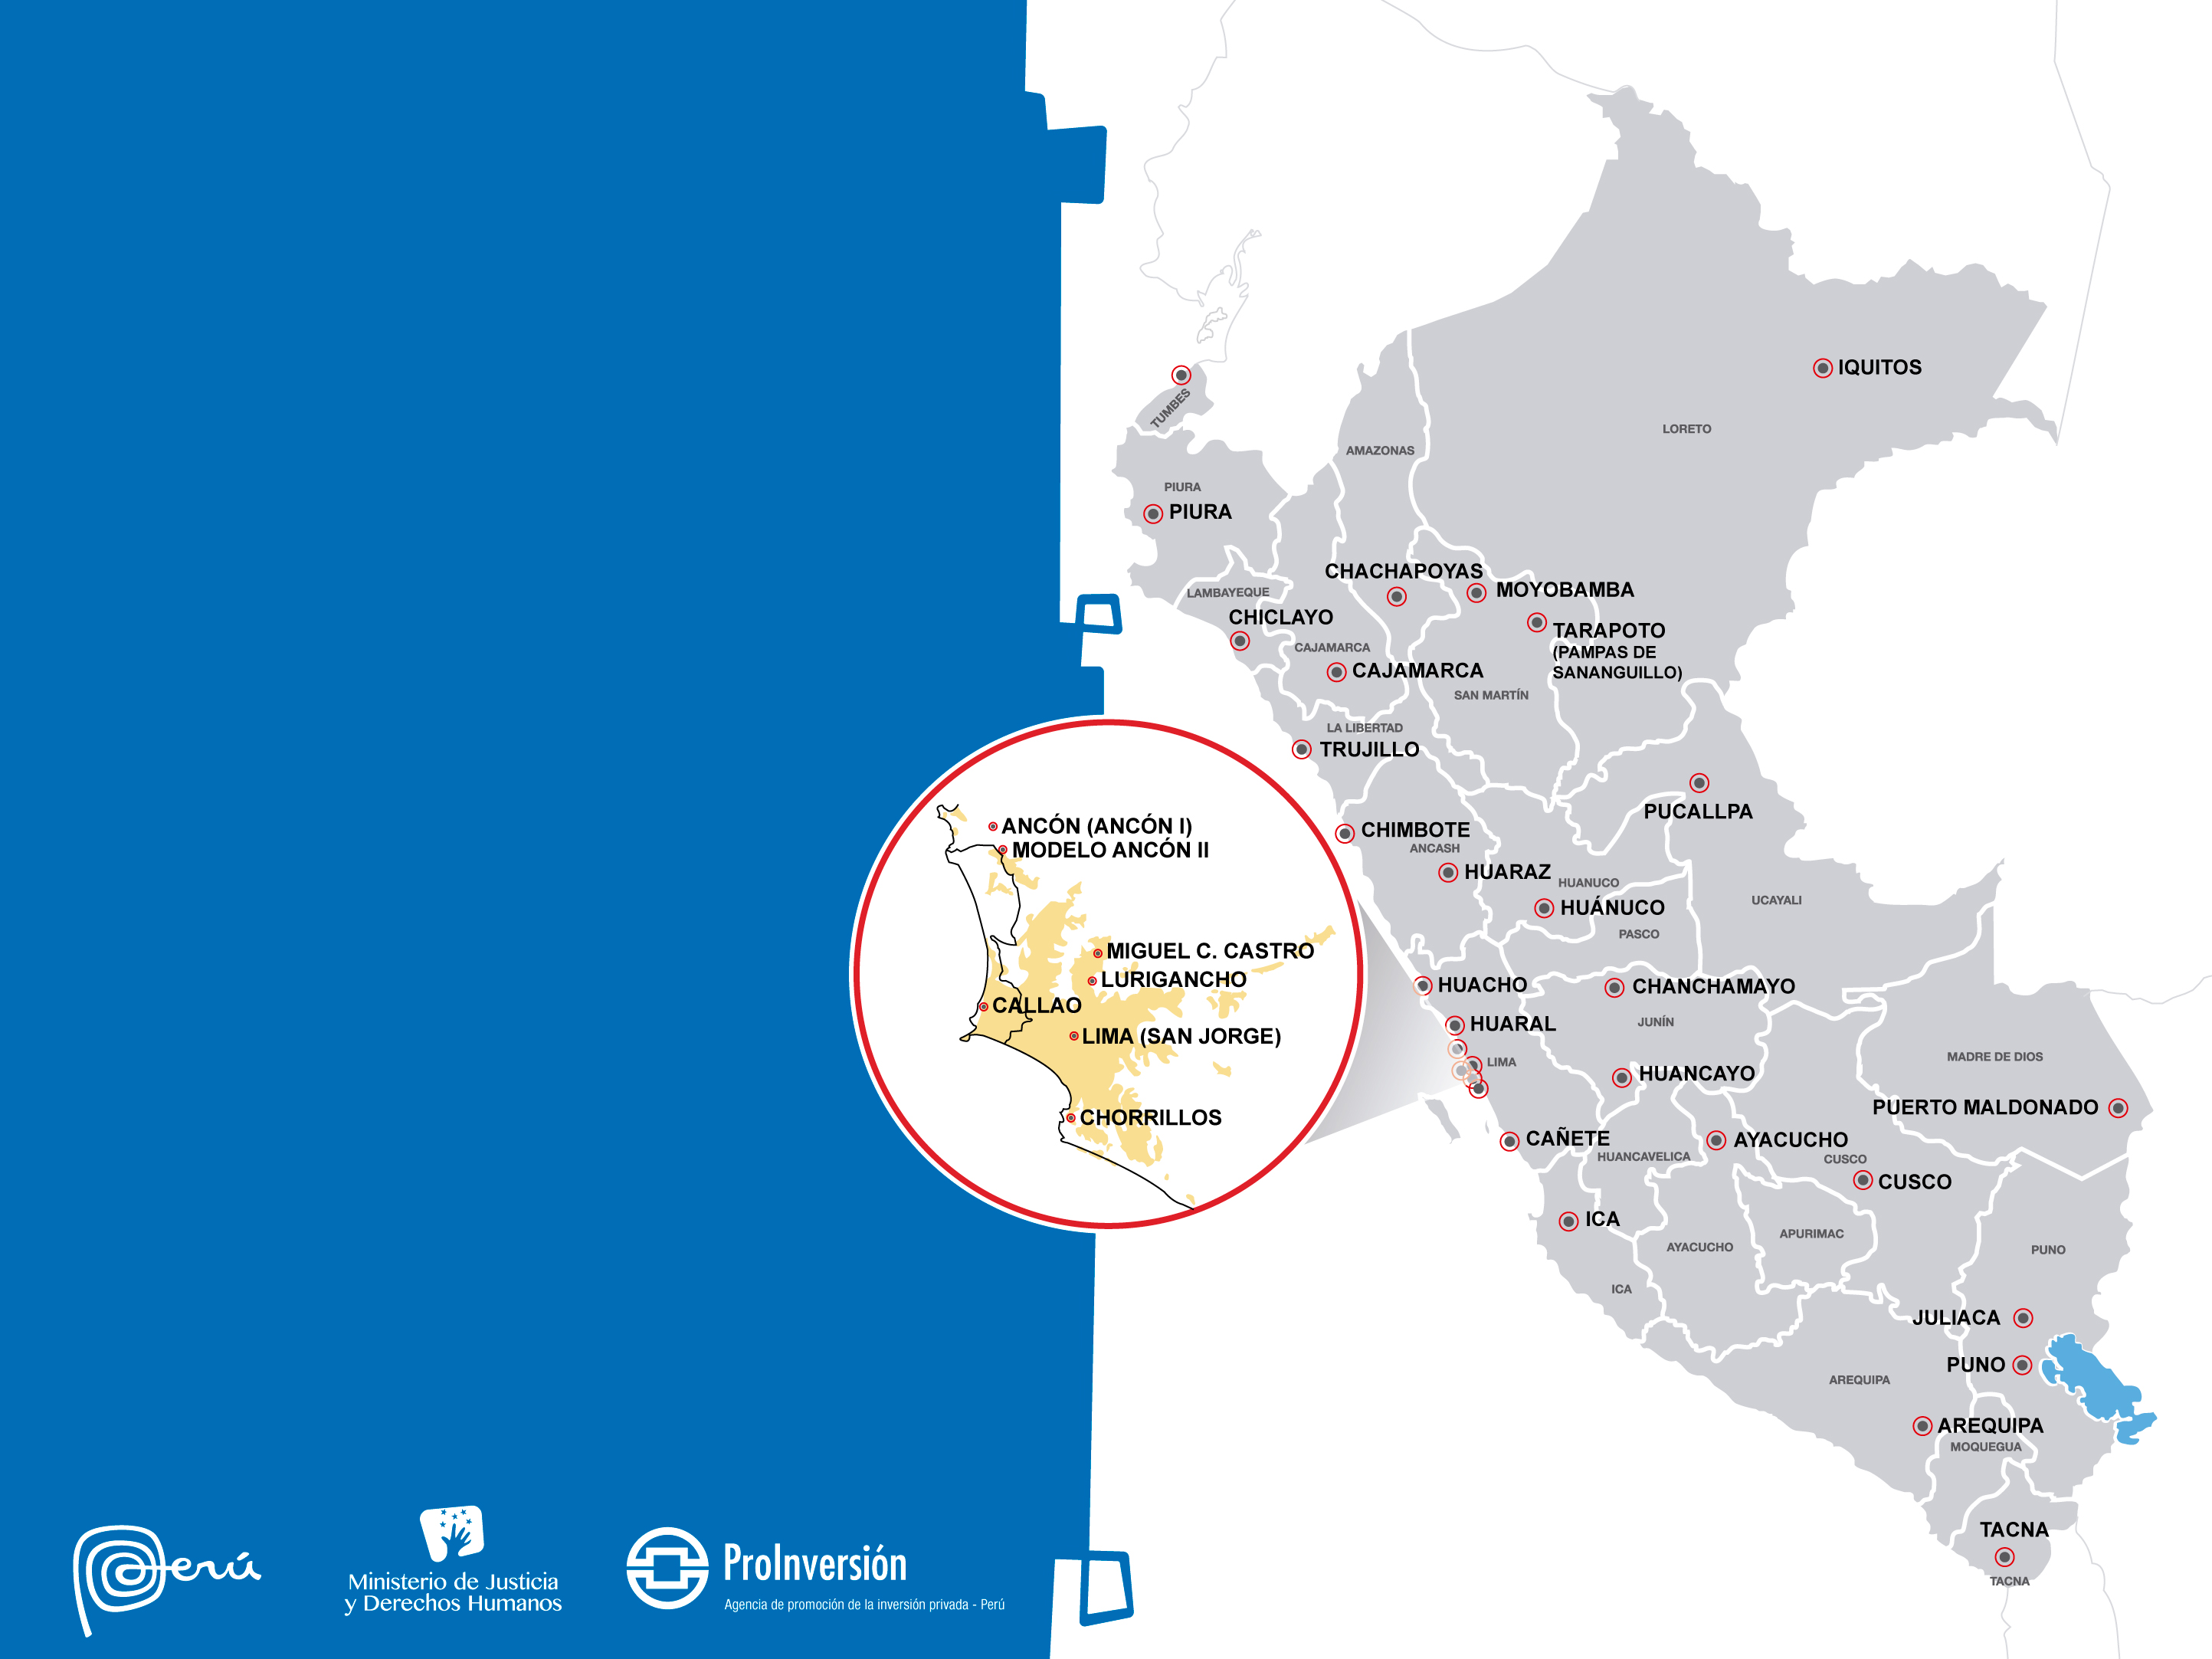 IQUITOS
LORETO
TUMBES
AMAZONAS
PIURA
PIURA
CHACHAPOYAS
MOYOBAMBA
LAMBAYEQUE
CHICLAYO
TARAPOTO
(PAMPAS DE
SANANGUILLO)
CAJAMARCA
CAJAMARCA
SAN MARTÍN
LA LIBERTAD
TRUJILLO
PUCALLPA
CHIMBOTE
ANCASH
HUARAZ
HUANUCO
HUÁNUCO
UCAYALI
PASCO
HUACHO
CHANCHAMAYO
HUARAL
JUNÍN
LIMA
MADRE DE DIOS
HUANCAYO
PUERTO MALDONADO
CAÑETE
AYACUCHO
HUANCAVELICA
CUSCO
CUSCO
ICA
APURIMAC
AYACUCHO
PUNO
ICA
JULIACA
PUNO
AREQUIPA
AREQUIPA
MOQUEGUA
TACNA
TACNA
ANCÓN (ANCÓN I)
MODELO ANCÓN II
MIGUEL C. CASTRO
LURIGANCHO
CALLAO
LIMA (SAN JORGE)
CHORRILLOS
Perú
Ministerio de Justicia
y Derechos Humanos
ProInversión
Agencia de promoción de la inversión privada - Perú